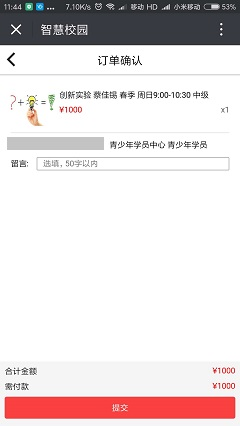 11:44 7.10K/s 移动 HD 小米移动 53%
智慧校园
订单确认
创新实验 蔡佳锡 春季 周日9:00-10:30 中级
¥1000 x1
青少年学员中心 青少年学员
留言: 选填，50字以内
合计金额 ¥1000
需付款 ¥1000
提交